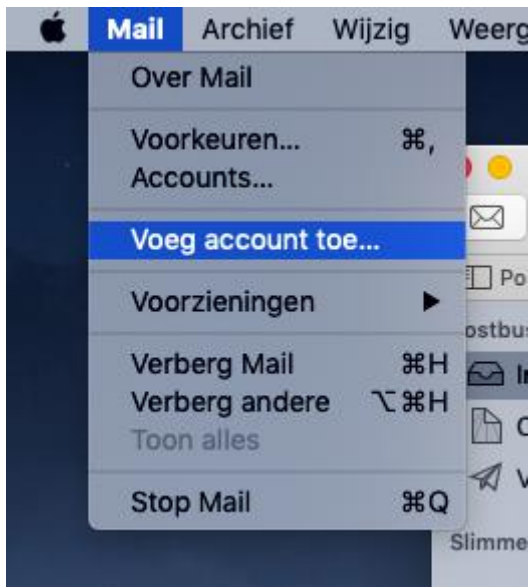 Mail Archief Wijzig
Over Mail
Voorkeuren... ⌘,
Accounts...
Voeg account toe...
Voorzieningen ▶
Verberg Mail ⌘H
Verberg andere ⌥⌘H
Toon alles
Stop Mail ⌘Q
Slimme